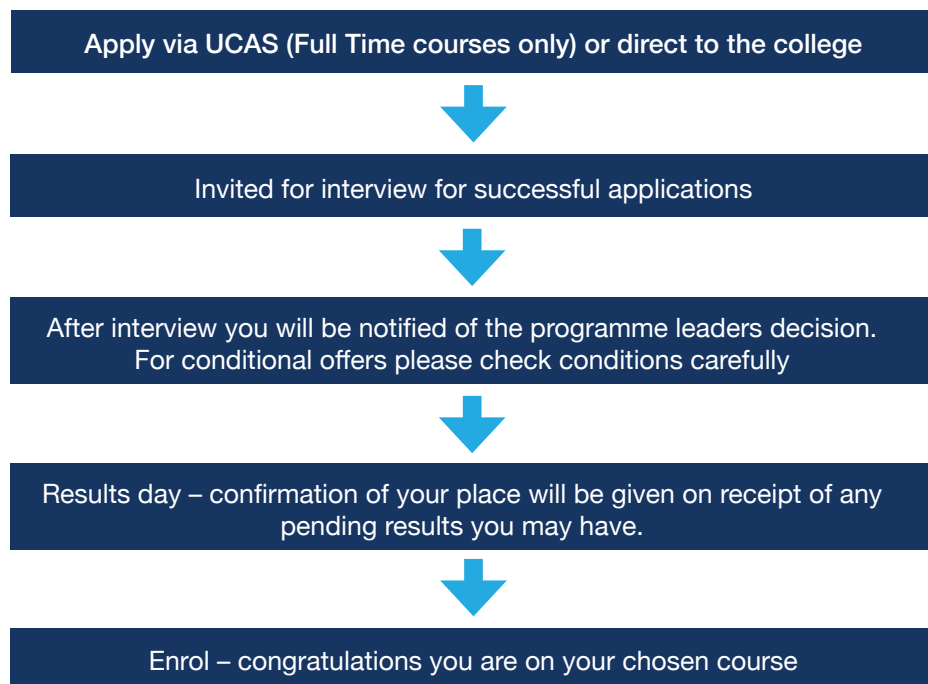 Apply via UCAS (Full Time courses only) or direct to the college
Invited for interview for successful applications
After interview you will be notified of the programme leaders decision.
For conditional offers please check conditions carefully
Results day – confirmation of your place will be given on receipt of any
pending results you may have.
Enrol – congratulations you are on your chosen course